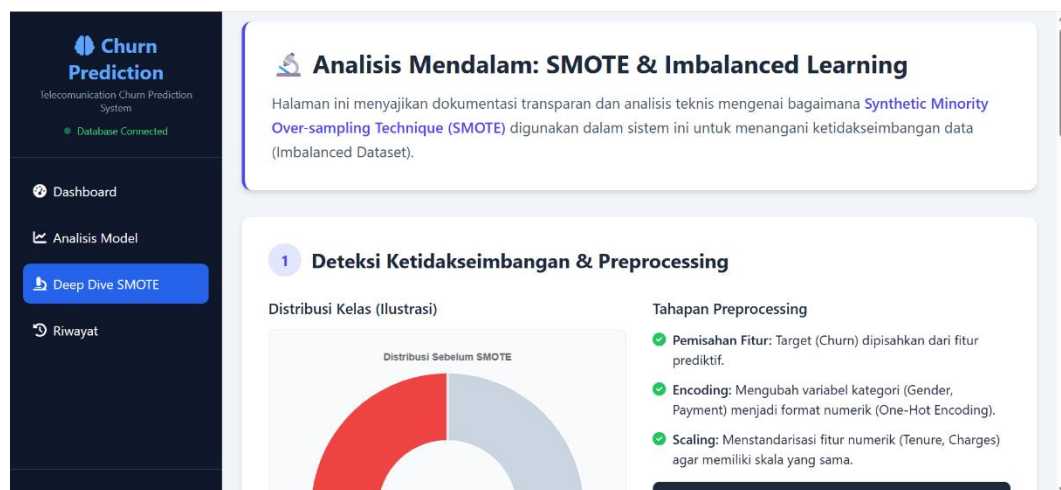 Churn
Prediction
Telecomunication Churn Prediction
System
Database Connected
Dashboard
Analisis Model
Deep Dive SMOTE
Riwayat
Analisis Mendalam: SMOTE & Imbalanced Learning
Halaman ini menyajikan dokumentasi transparan dan analisis teknis mengenai bagaimana Synthetic Minority
Over-sampling Technique (SMOTE) digunakan dalam sistem ini untuk menangani ketidakseimbangan data
(Imbalanced Dataset).
1 Deteksi Ketidakseimbangan & Preprocessing
Distribusi Kelas (Ilustrasi)
Distribusi Sebelum SMOTE
Tahapan Preprocessing
Pemisahan Fitur: Target (Churn) dipisahkan dari fitur
prediktif.
Encoding: Mengubah variabel kategori (Gender,
Payment) menjadi format numerik (One-Hot Encoding).
Scaling: Menstandarisasi fitur numerik (Tenure, Charges)
agar memiliki skala yang sama.